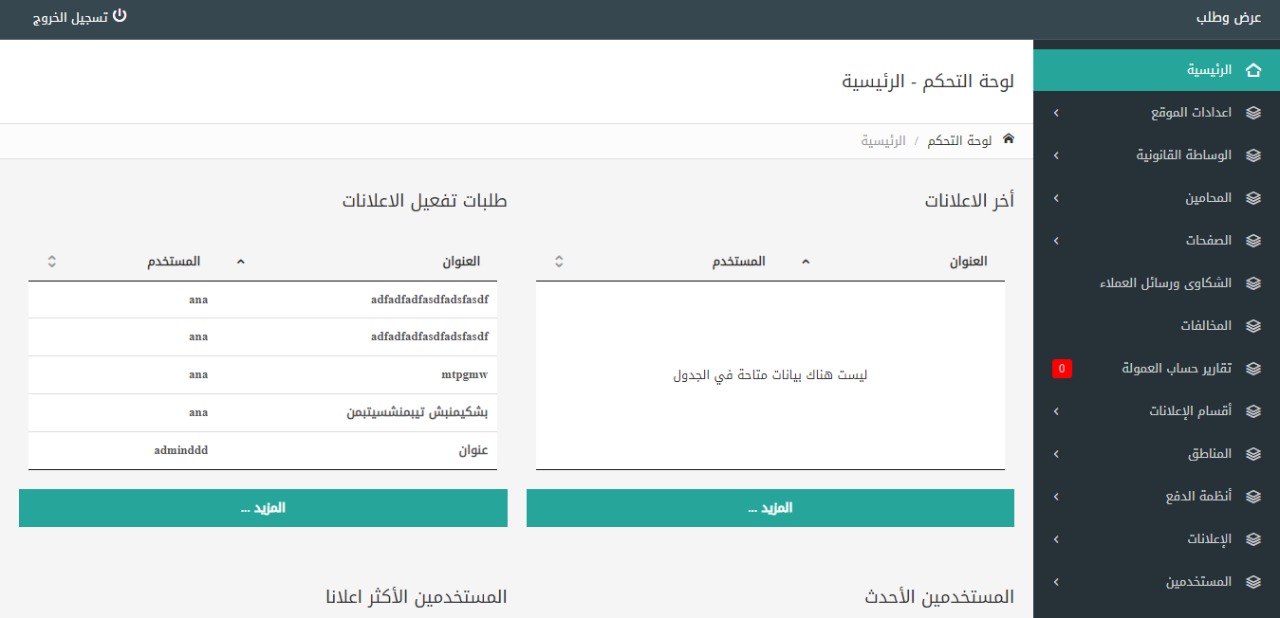 عرض وطلب
تسجيل الخروج
الرئيسية
اعدادات الموقع
الوساطة القانونية
المحامين
الصفحات
الشكاوى ورسائل العملاء
المخالفات
تقارير حساب العمولة 0
أقسام الإعلانات
المناطق
أنظمة الدفع
الإعلانات
المستخدمين
لوحة التحكم - الرئيسية
لوحة التحكم / الرئيسية
أخر الاعلانات
العنوان المستخدم
ليست هناك بيانات متاحة في الجدول
المزيد ...
طلبات تفعيل الاعلانات
العنوان المستخدم
adfadfadfasdfadsfasdf ana
adfadfadfasdfadsfasdf ana
mtpgmw ana
بشكيمنبش تيبمنشسيتبمن ana
عنوان adminddd
المزيد ...
المستخدمين الأحدث
المستخدمين الأكثر اعلانا